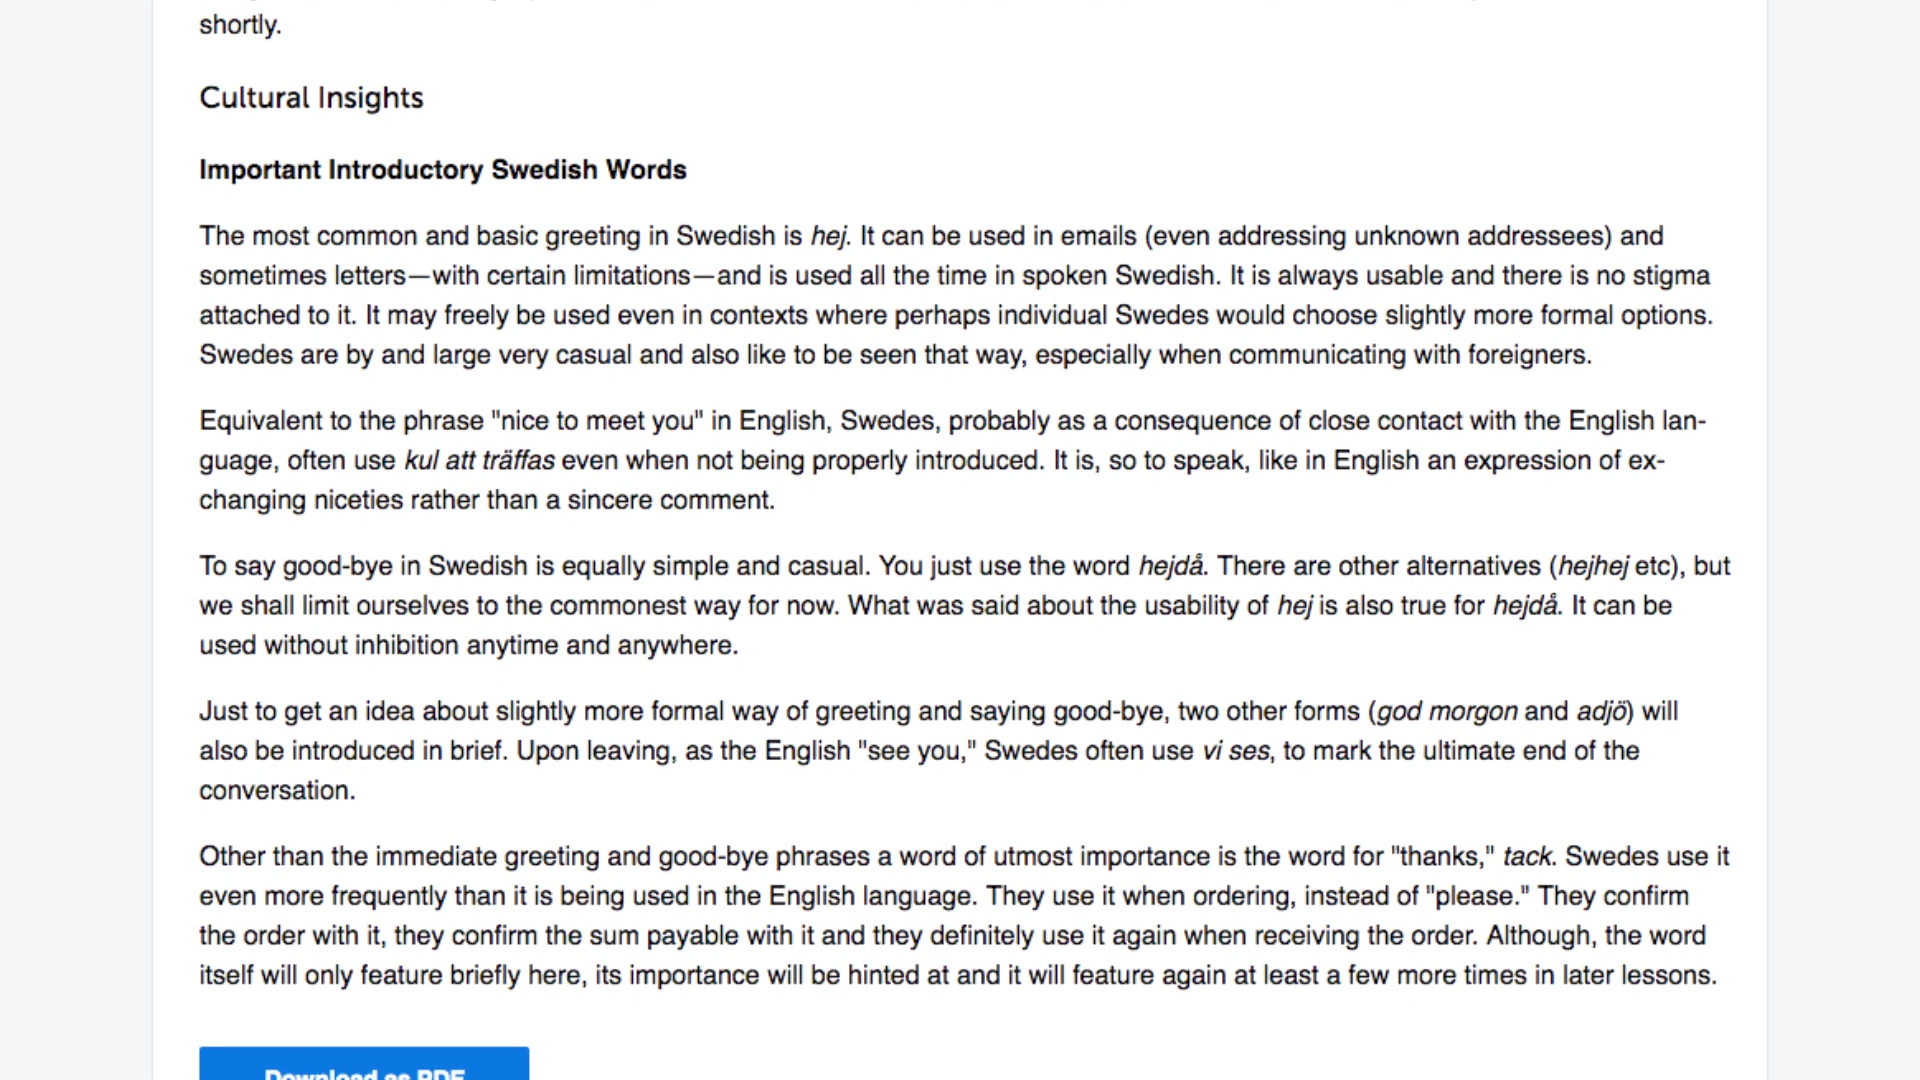 shortly.
Cultural Insights
Important Introductory Swedish Words
The most common and basic greeting in Swedish is hej. It can be used in emails (even addressing unknown addressees) and
sometimes letters—with certain limitations—and is used all the time in spoken Swedish. It is always usable and there is no stigma
attached to it. It may freely be used even in contexts where perhaps individual Swedes would choose slightly more formal options.
Swedes are by and large very casual and also like to be seen that way, especially when communicating with foreigners.
Equivalent to the phrase "nice to meet you" in English, Swedes, probably as a consequence of close contact with the English lan-
guage, often use kul att träffas even when not being properly introduced. It is, so to speak, like in English an expression of ex-
changing niceties rather than a sincere comment.
To say good-bye in Swedish is equally simple and casual. You just use the word hejdå. There are other alternatives (hejhej etc), but
we shall limit ourselves to the commonest way for now. What was said about the usability of hej is also true for hejdå. It can be
used without inhibition anytime and anywhere.
Just to get an idea about slightly more formal way of greeting and saying good-bye, two other forms (god morgon and adjö) will
also be introduced in brief. Upon leaving, as the English "see you," Swedes often use vi ses, to mark the ultimate end of the
conversation.
Other than the immediate greeting and good-bye phrases a word of utmost importance is the word for "thanks," tack. Swedes use it
even more frequently than it is being used in the English language. They use it when ordering, instead of "please." They confirm
the order with it, they confirm the sum payable with it and they definitely use it again when receiving the order. Although, the word
itself will only feature briefly here, its importance will be hinted at and it will feature again at least a few more times in later lessons.
Download as PDF